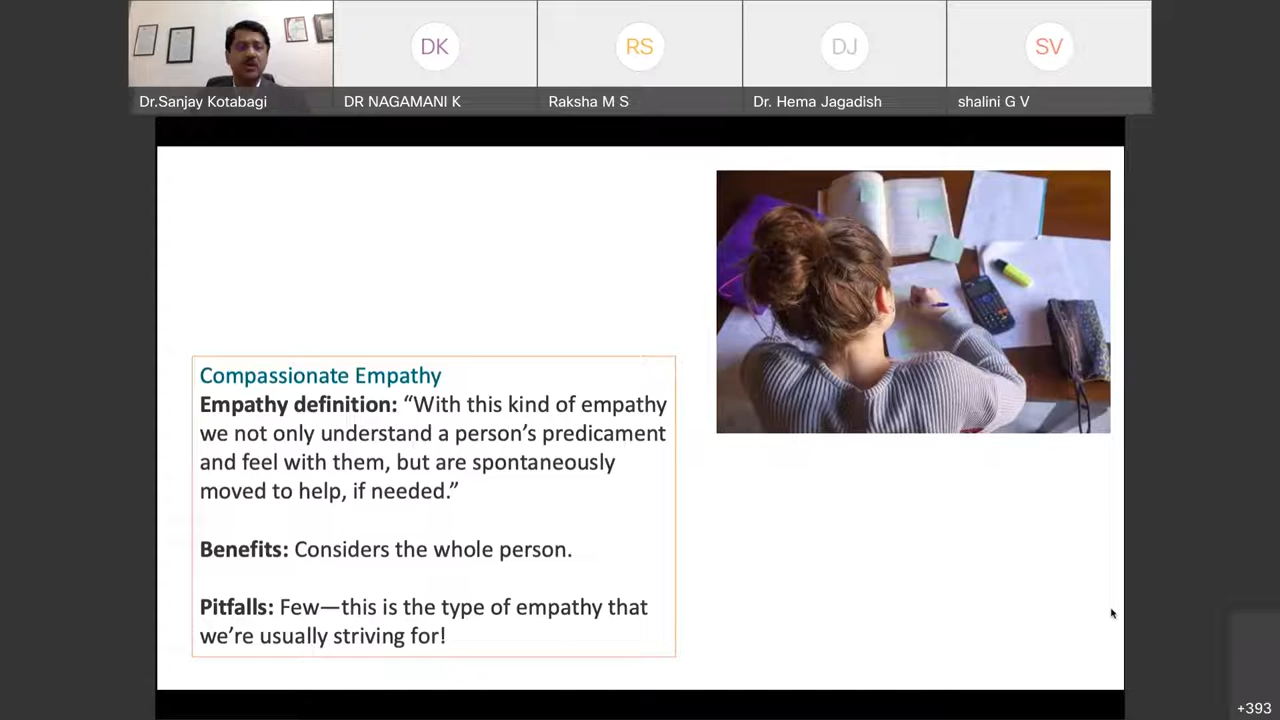 DK
RS
DJ
SV
Dr.Sanjay Kotabagi
DR NAGAMANI K
Raksha M S
Dr. Hema Jagadish
shalini G V
Compassionate Empathy
Empathy definition: “With this kind of empathy
we not only understand a person’s predicament
and feel with them, but are spontaneously
moved to help, if needed.”
Benefits: Considers the whole person.
Pitfalls: Few—this is the type of empathy that
we’re usually striving for!
+393